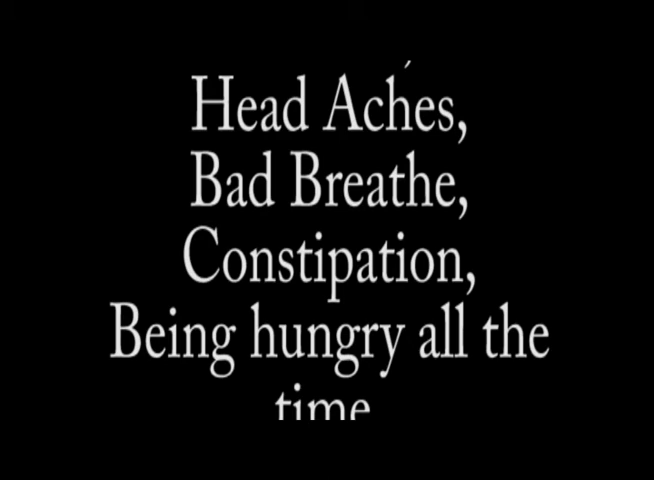 Head Aches,
Bad Breathe,
Constipation,
Being hungry all the
time